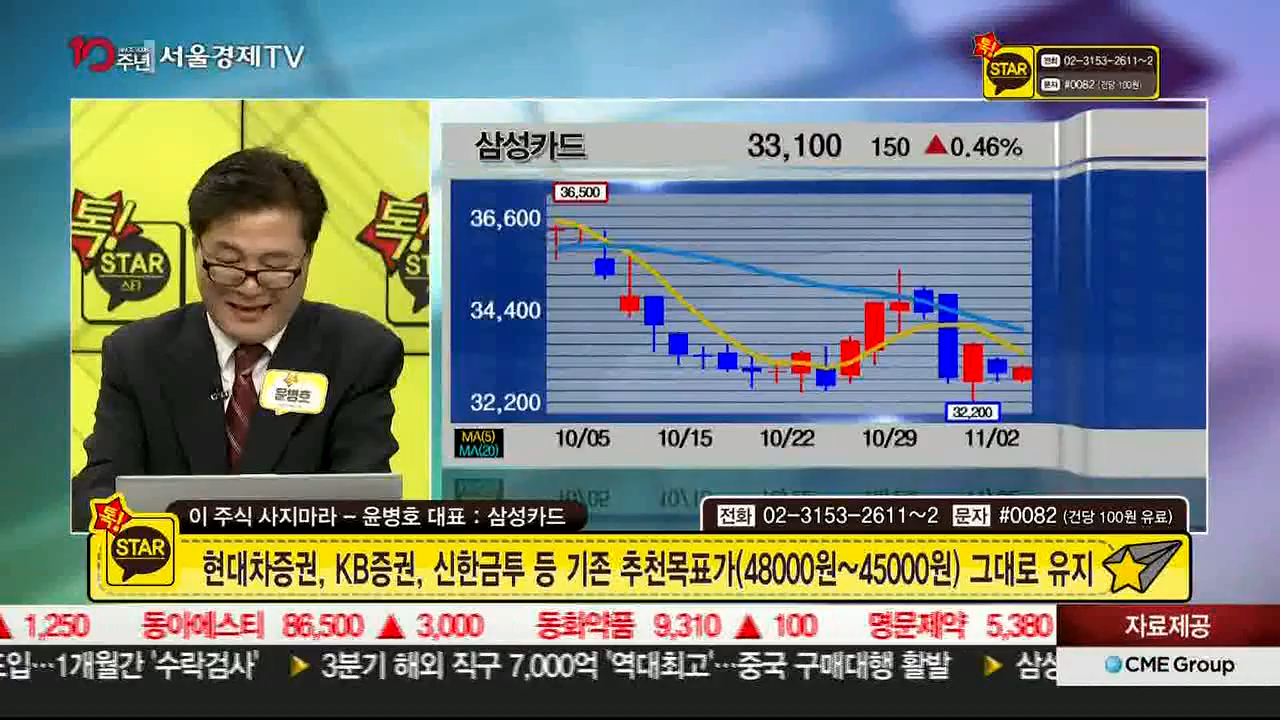 10주년 서울경제TV
톡! STAR
전화 02-3153-2611~2
문자 #0082 (건당 100원)
톡!
STAR
스타
톡!
윤병호
삼성카드 33,100 150 ▲0.46%
36,500
36,600
34,400
32,200
32,200
MA(5)
MA(20)
10/05 10/15 10/22 10/29 11/02
이 주식 사지마라 - 윤병호 대표 : 삼성카드
전화 02-3153-2611~2 문자 #0082 (건당 100원 유료)
톡! STAR
현대차증권, KB증권, 신한금투 등 기존 추천목표가(48000원~45000원) 그대로 유지
▲ 1,250 동아에스티 86,500 ▲ 3,000 동화약품 9,310 ▲ 100 명문제약 5,380
자료제공
도입…1개월간 '수락검사' ▶ 3분기 해외 직구 7,000억 '역대최고'…중국 구매대행 활발 ▶ 삼성
CME Group